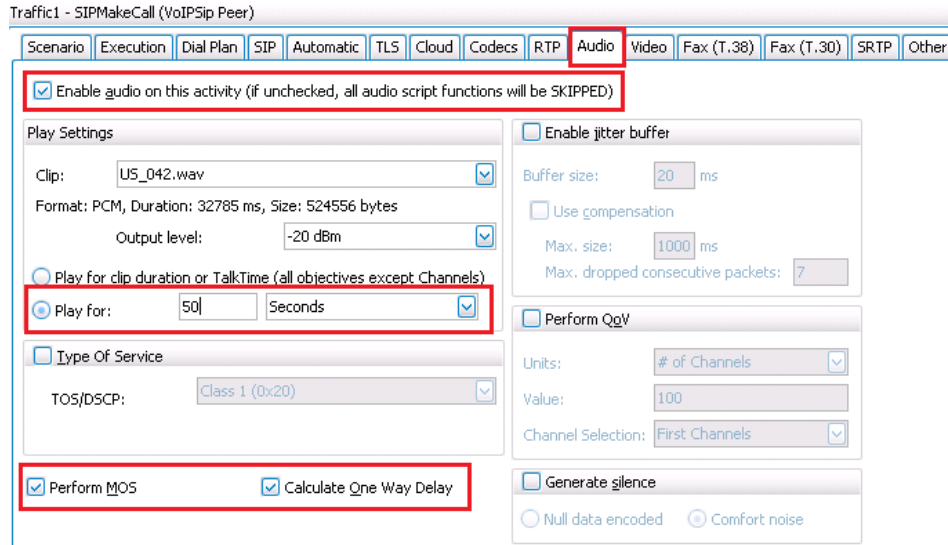 Traffic1 - SIPMakeCall (VoIPSip Peer)
Scenario Execution Dial Plan SIP Automatic TLS Cloud Codecs RTP Audio Video Fax (T.38) Fax (T.30) SRTP Other
Enable audio on this activity (if unchecked, all audio script functions will be SKIPPED)
Play Settings
Clip: US_042.wav
Format: PCM, Duration: 32785 ms, Size: 524556 bytes
Output level: -20 dBm
Play for clip duration or TalkTime (all objectives except Channels)
Play for: 50 Seconds
Type Of Service
TOS/DSCP: Class 1 (0x20)
Perform MOS Calculate One Way Delay
Enable jitter buffer
Buffer size: 20 ms
Use compensation
Max. size: 1000 ms
Max. dropped consecutive packets: 7
Perform QoV
Units: # of Channels
Value: 100
Channel Selection: First Channels
Generate silence
Null data encoded Comfort noise